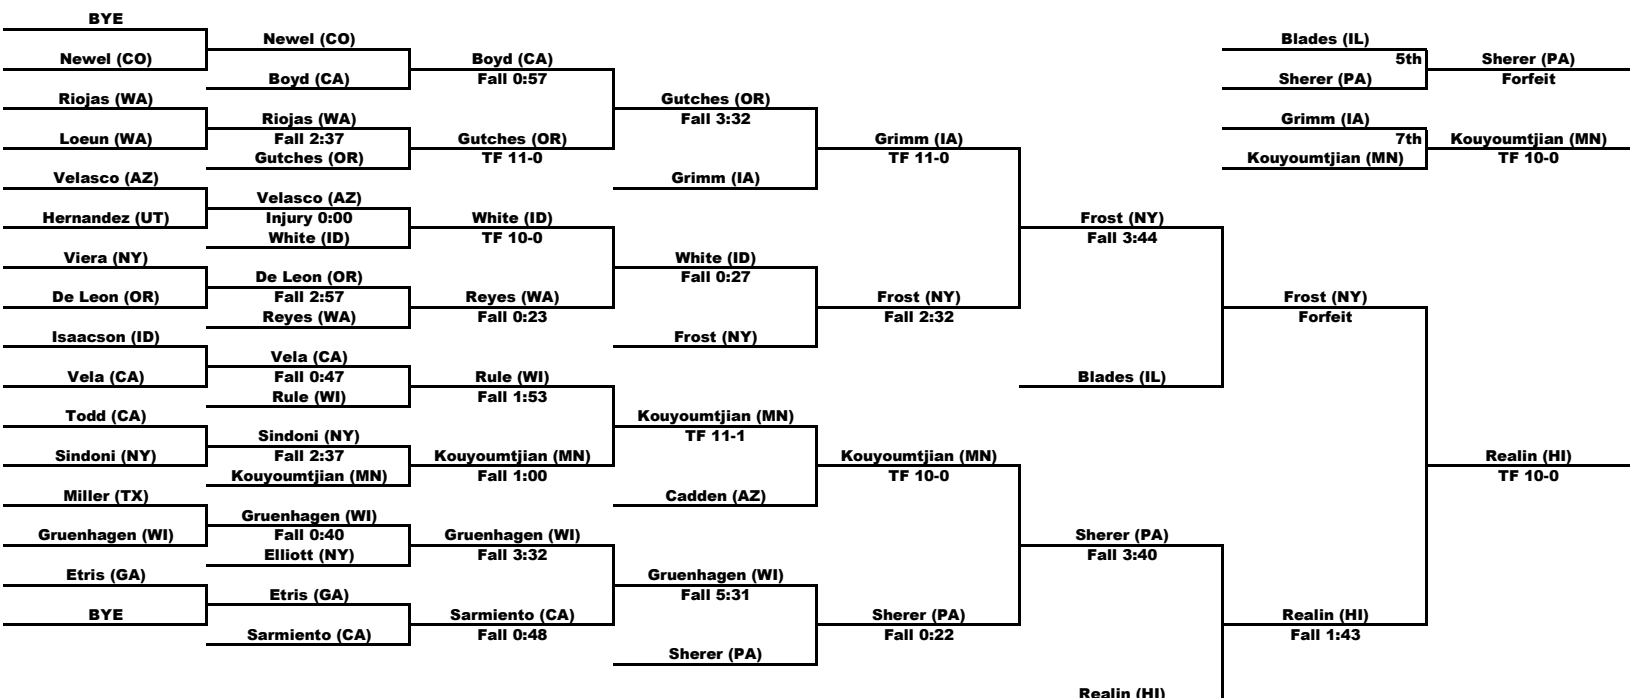 BYE
Newel (CO)
Newel (CO)
Boyd (CA)
Boyd (CA)
Fall 0:57
Riojas (WA)
Loeun (WA)
Riojas (WA)
Fall 2:37
Gutches (OR)
Gutches (OR)
TF 11-0
Gutches (OR)
Fall 3:32
Grimm (IA)
Grimm (IA)
TF 11-0
Velasco (AZ)
Hernandez (UT)
Velasco (AZ)
Injury 0:00
White (ID)
White (ID)
TF 10-0
Viera (NY)
De Leon (OR)
De Leon (OR)
Fall 2:57
Reyes (WA)
Reyes (WA)
Fall 0:23
White (ID)
Fall 0:27
Frost (NY)
Frost (NY)
Fall 2:32
Frost (NY)
Fall 3:44
Blades (IL)
Frost (NY)
Forfeit
Isaacson (ID)
Vela (CA)
Vela (CA)
Fall 0:47
Rule (WI)
Rule (WI)
Fall 1:53
Todd (CA)
Sindoni (NY)
Sindoni (NY)
Fall 2:37
Kouyoumtjian (MN)
Kouyoumtjian (MN)
Fall 1:00
Kouyoumtjian (MN)
TF 11-1
Cadden (AZ)
Kouyoumtjian (MN)
TF 10-0
Miller (TX)
Gruenhagen (WI)
Gruenhagen (WI)
Fall 0:40
Elliott (NY)
Gruenhagen (WI)
Fall 3:32
Etris (GA)
BYE
Etris (GA)
Sarmiento (CA)
Sarmiento (CA)
Fall 0:48
Gruenhagen (WI)
Fall 5:31
Sherer (PA)
Sherer (PA)
Fall 0:22
Sherer (PA)
Fall 3:40
Realin (HI)
Realin (HI)
Fall 1:43
Realin (HI)
TF 10-0
Blades (IL)
5th
Sherer (PA)
Sherer (PA)
Forfeit
Grimm (IA)
7th
Kouyoumtjian (MN)
Kouyoumtjian (MN)
TF 10-0